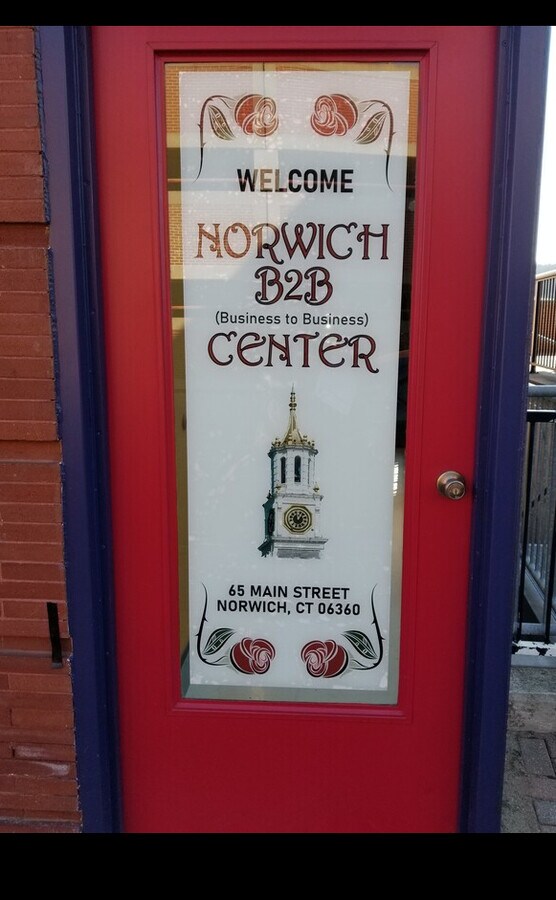 WELCOME
NORWICH
B2B
(Business to Business)
CENTER
65 MAIN STREET
NORWICH, CT 06360